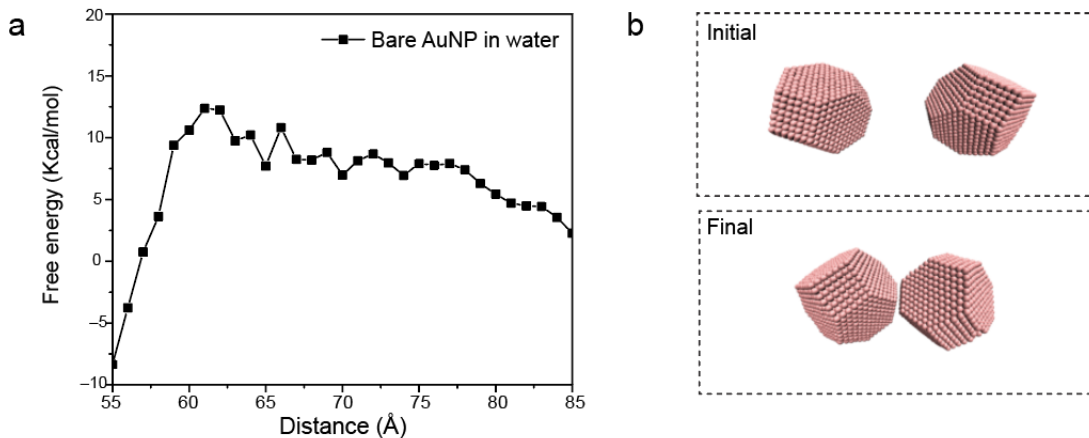 a
Free energy (Kcal/mol)
20
15
10
5
0
–5
–10
Bare AuNP in water
55
60
65
70
75
80
85
Distance (Å)
b
Initial
Final